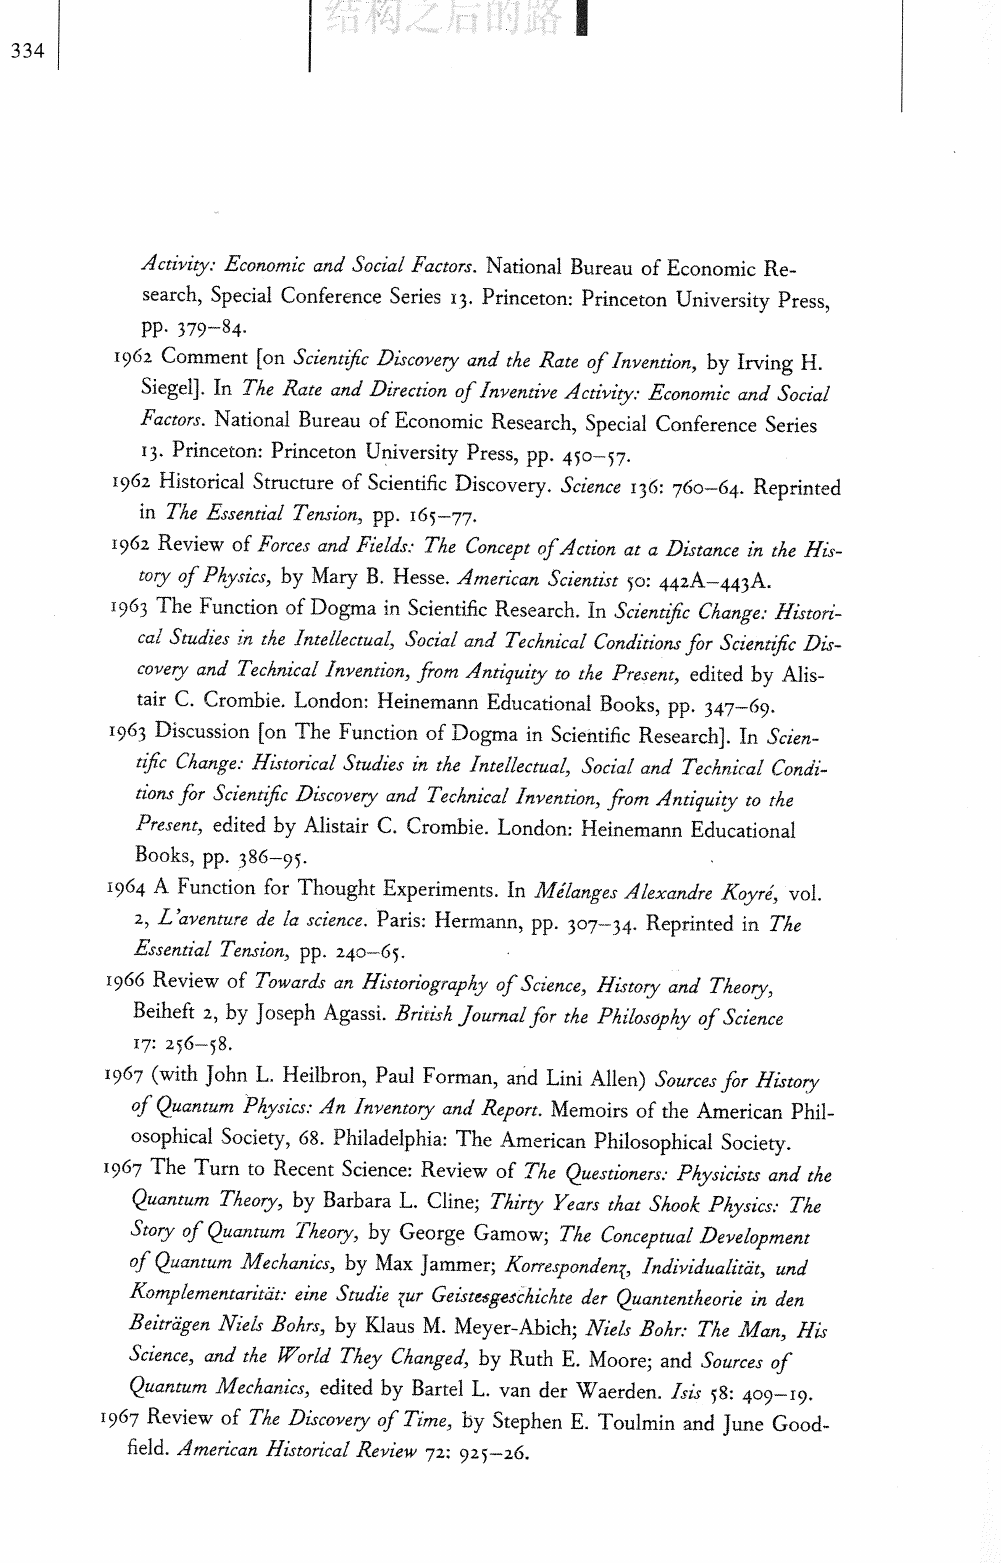 结构之后的路
334
Activity: Economic and Social Factors. National Bureau of Economic Re-
search, Special Conference Series 13. Princeton: Princeton University Press,
pp. 379–84.
1962 Comment [on Scientific Discovery and the Rate of Invention, by Irving H.
Siegel]. In The Rate and Direction of Inventive Activity: Economic and Social
Factors. National Bureau of Economic Research, Special Conference Series
13. Princeton: Princeton University Press, pp. 450–57.
1962 Historical Structure of Scientific Discovery. Science 136: 760–64. Reprinted
in The Essential Tension, pp. 165–77.
1962 Review of Forces and Fields: The Concept of Action at a Distance in the His-
tory of Physics, by Mary B. Hesse. American Scientist 50: 442A–443A.
1963 The Function of Dogma in Scientific Research. In Scientific Change: Histori-
cal Studies in the Intellectual, Social and Technical Conditions for Scientific Dis-
covery and Technical Invention, from Antiquity to the Present, edited by Alis-
tair C. Crombie. London: Heinemann Educational Books, pp. 347–69.
1963 Discussion [on The Function of Dogma in Scientific Research]. In Scien-
tific Change: Historical Studies in the Intellectual, Social and Technical Condi-
tions for Scientific Discovery and Technical Invention, from Antiquity to the
Present, edited by Alistair C. Crombie. London: Heinemann Educational
Books, pp. 386–95.
1964 A Function for Thought Experiments. In Mélanges Alexandre Koyré, vol.
2, L'aventure de la science. Paris: Hermann, pp. 307–34. Reprinted in The
Essential Tension, pp. 240–65.
1966 Review of Towards an Historiography of Science, History and Theory,
Beiheft 2, by Joseph Agassi. British Journal for the Philosophy of Science
17: 256–58.
1967 (with John L. Heilbron, Paul Forman, and Lini Allen) Sources for History
of Quantum Physics: An Inventory and Report. Memoirs of the American Phil-
osophical Society, 68. Philadelphia: The American Philosophical Society.
1967 The Turn to Recent Science: Review of The Questioners: Physicists and the
Quantum Theory, by Barbara L. Cline; Thirty Years that Shook Physics: The
Story of Quantum Theory, by George Gamow; The Conceptual Development
of Quantum Mechanics, by Max Jammer; Korrespondenz, Individualität, und
Komplementarität: eine Studie zur Geistesgeschichte der Quantentheorie in den
Beiträgen Niels Bohrs, by Klaus M. Meyer-Abich; Niels Bohr: The Man, His
Science, and the World They Changed, by Ruth E. Moore; and Sources of
Quantum Mechanics, edited by Bartel L. van der Waerden. Isis 58: 409–19.
1967 Review of The Discovery of Time, by Stephen E. Toulmin and June Good-
field. American Historical Review 72: 925–26.